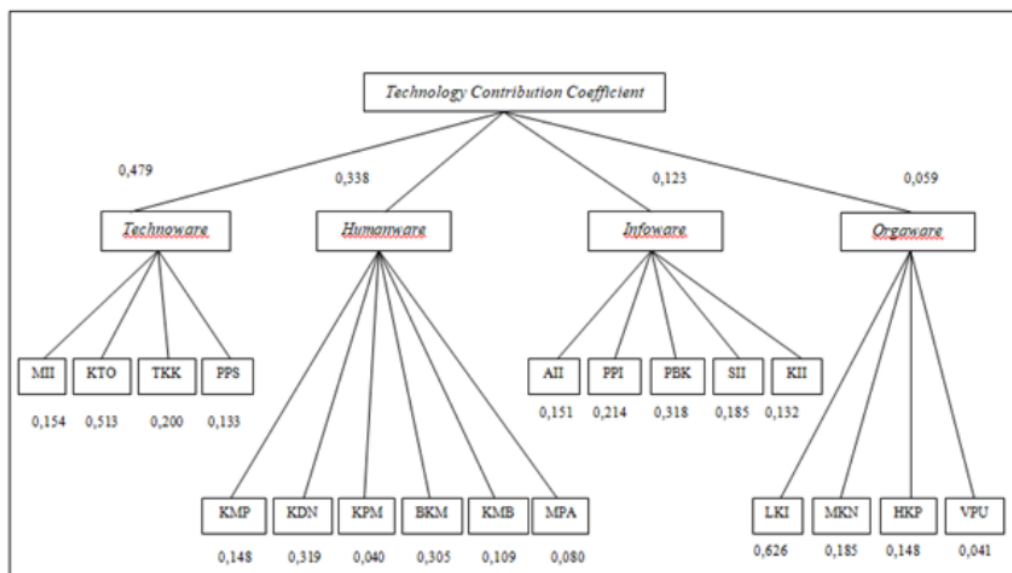 Technology Contribution Coefficient
0,479
0,338
0,123
0,059
Technoware
Humanware
Infoware
Orgaware
MII
KTO
TKK
PPS
0,154
0,513
0,200
0,133
AII
PPI
PBK
SII
KII
0,151
0,214
0,318
0,185
0,132
KMP
KDN
KPM
BKM
KMB
MPA
0,148
0,319
0,040
0,305
0,109
0,080
LKI
MKN
HKP
VPU
0,626
0,185
0,148
0,041